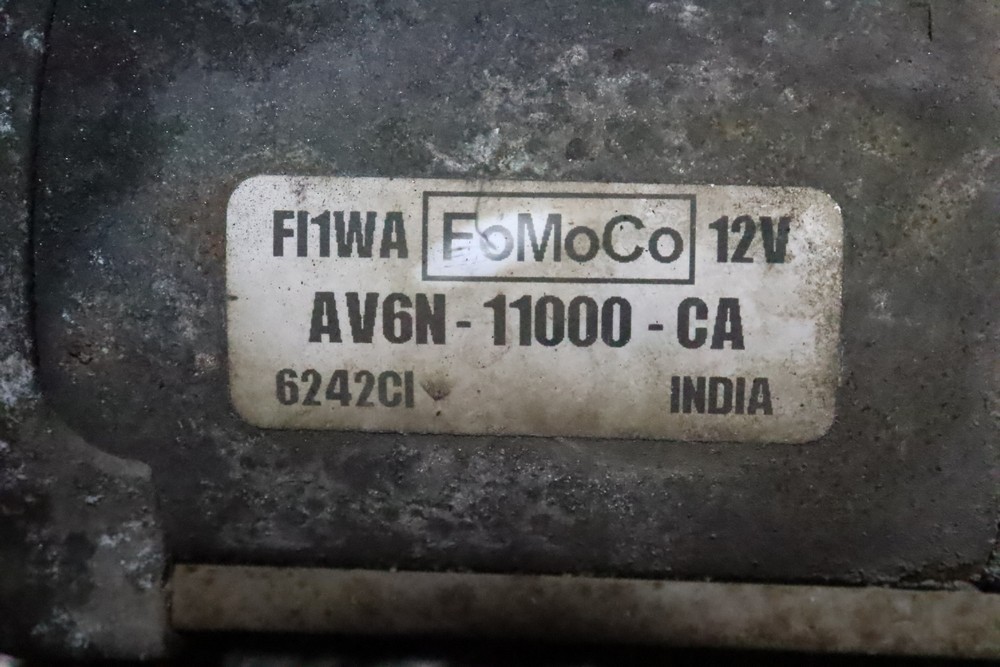 FI1WA FoMoCo 12V
AV6N - 11000 - CA
6242CI INDIA